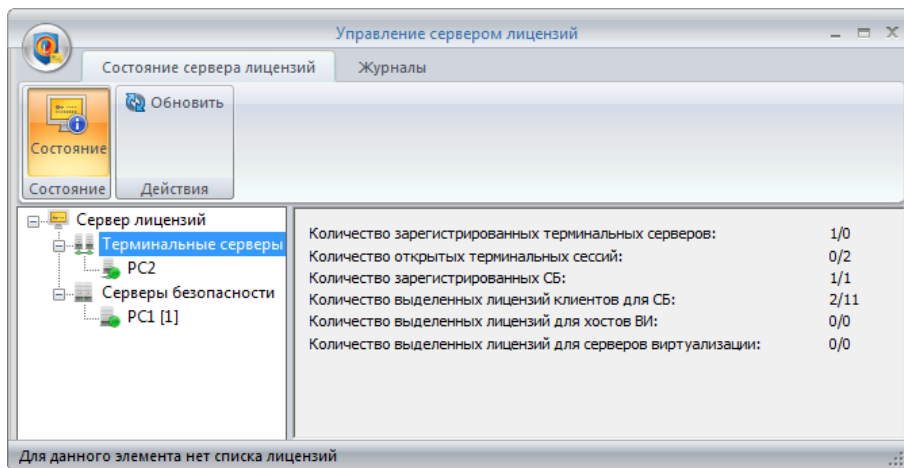 Управление сервером лицензий
Состояние сервера лицензий Журналы
Обновить
Состояние
Состояние Действия
Сервер лицензий
Терминальные серверы
PC2
Серверы безопасности
PC1 [1]
Количество зарегистрированных терминальных серверов: 1/0
Количество открытых терминальных сессий: 0/2
Количество зарегистрированных СБ: 1/1
Количество выделенных лицензий клиентов для СБ: 2/11
Количество выделенных лицензий для хостов ВИ: 0/0
Количество выделенных лицензий для серверов виртуализации: 0/0
Для данного элемента нет списка лицензий